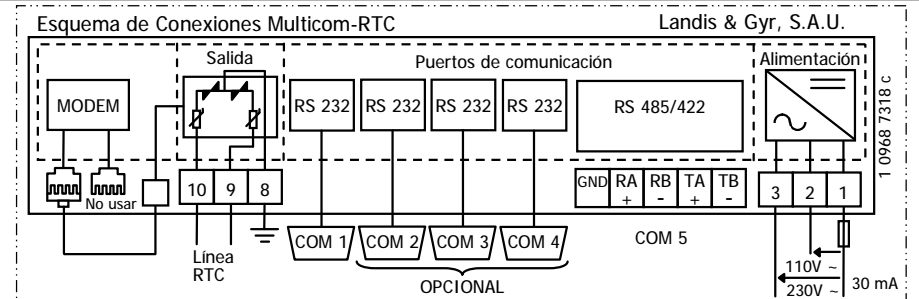 Esquema de Conexiones Multicom-RTC
Landis & Gyr, S.A.U.
Salida
Puertos de comunicación
Alimentación
MODEM
RS 232
RS 232
RS 232
RS 232
RS 485/422
1 0968 7318 c
No usar
10 9 8
GND RA + RB - TA + TB -
3 2 1
Línea
RTC
COM 1
COM 2
COM 3
COM 4
COM 5
OPCIONAL
110V ~
230V ~
30 mA